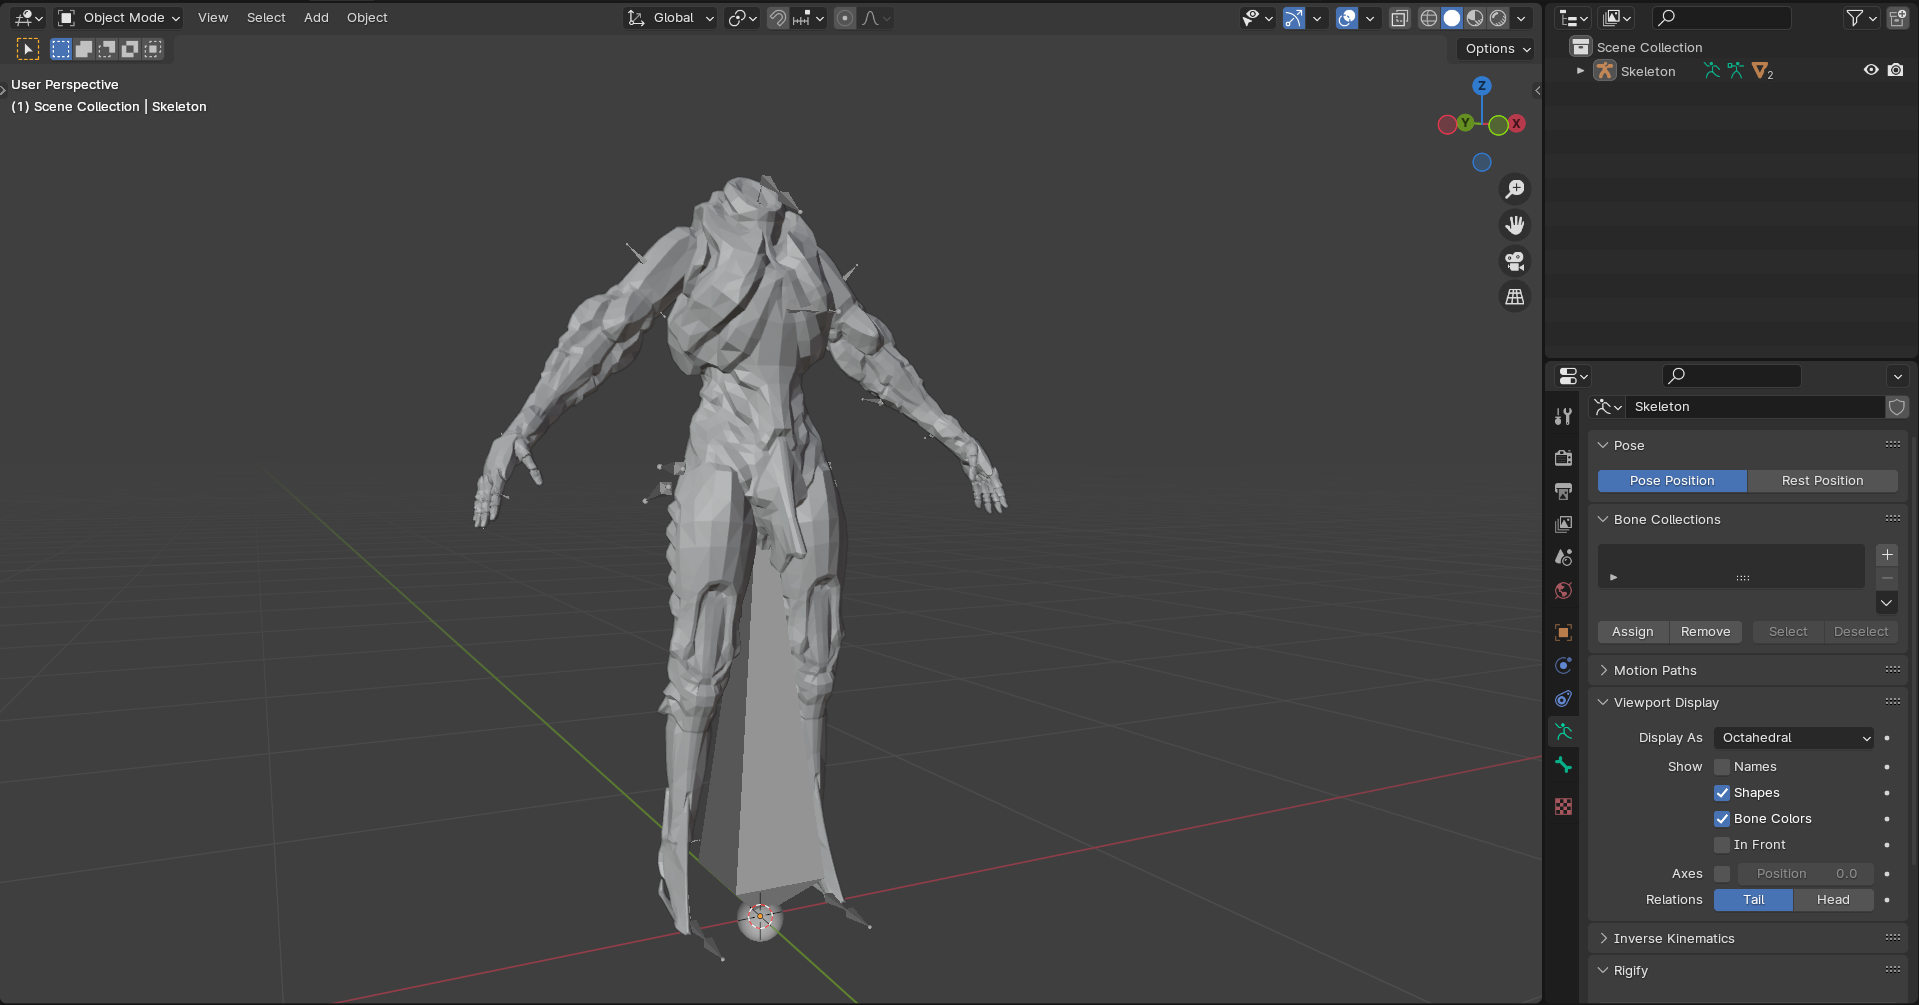 Object Mode
View
Select
Add
Object
Global
Options
User Perspective
(1) Scene Collection | Skeleton
Z
Y
X
Scene Collection
Skeleton
2
Skeleton
Pose
Pose Position
Rest Position
Bone Collections
Assign
Remove
Select
Deselect
Motion Paths
Viewport Display
Display As
Octahedral
Show
Names
Shapes
Bone Colors
In Front
Axes
Position
0.0
Relations
Tail
Head
Inverse Kinematics
Rigify